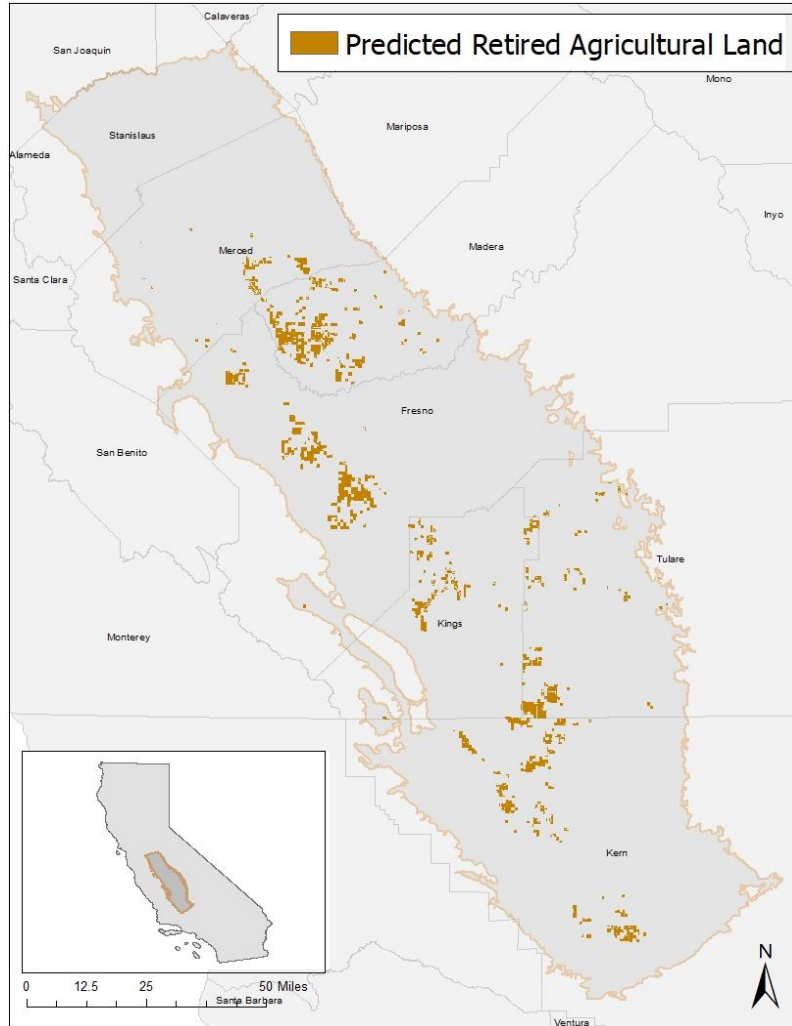 Calaveras
Predicted Retired Agricultural Land
San Joaquin
Mono
Mariposa
Stanislaus
Alameda
Inyo
Madera
Merced
Santa Clara
Fresno
San Benito
Tulare
Kings
Monterey
Kern
N
0 12.5 25 50 Miles
Santa Barbara
Ventura